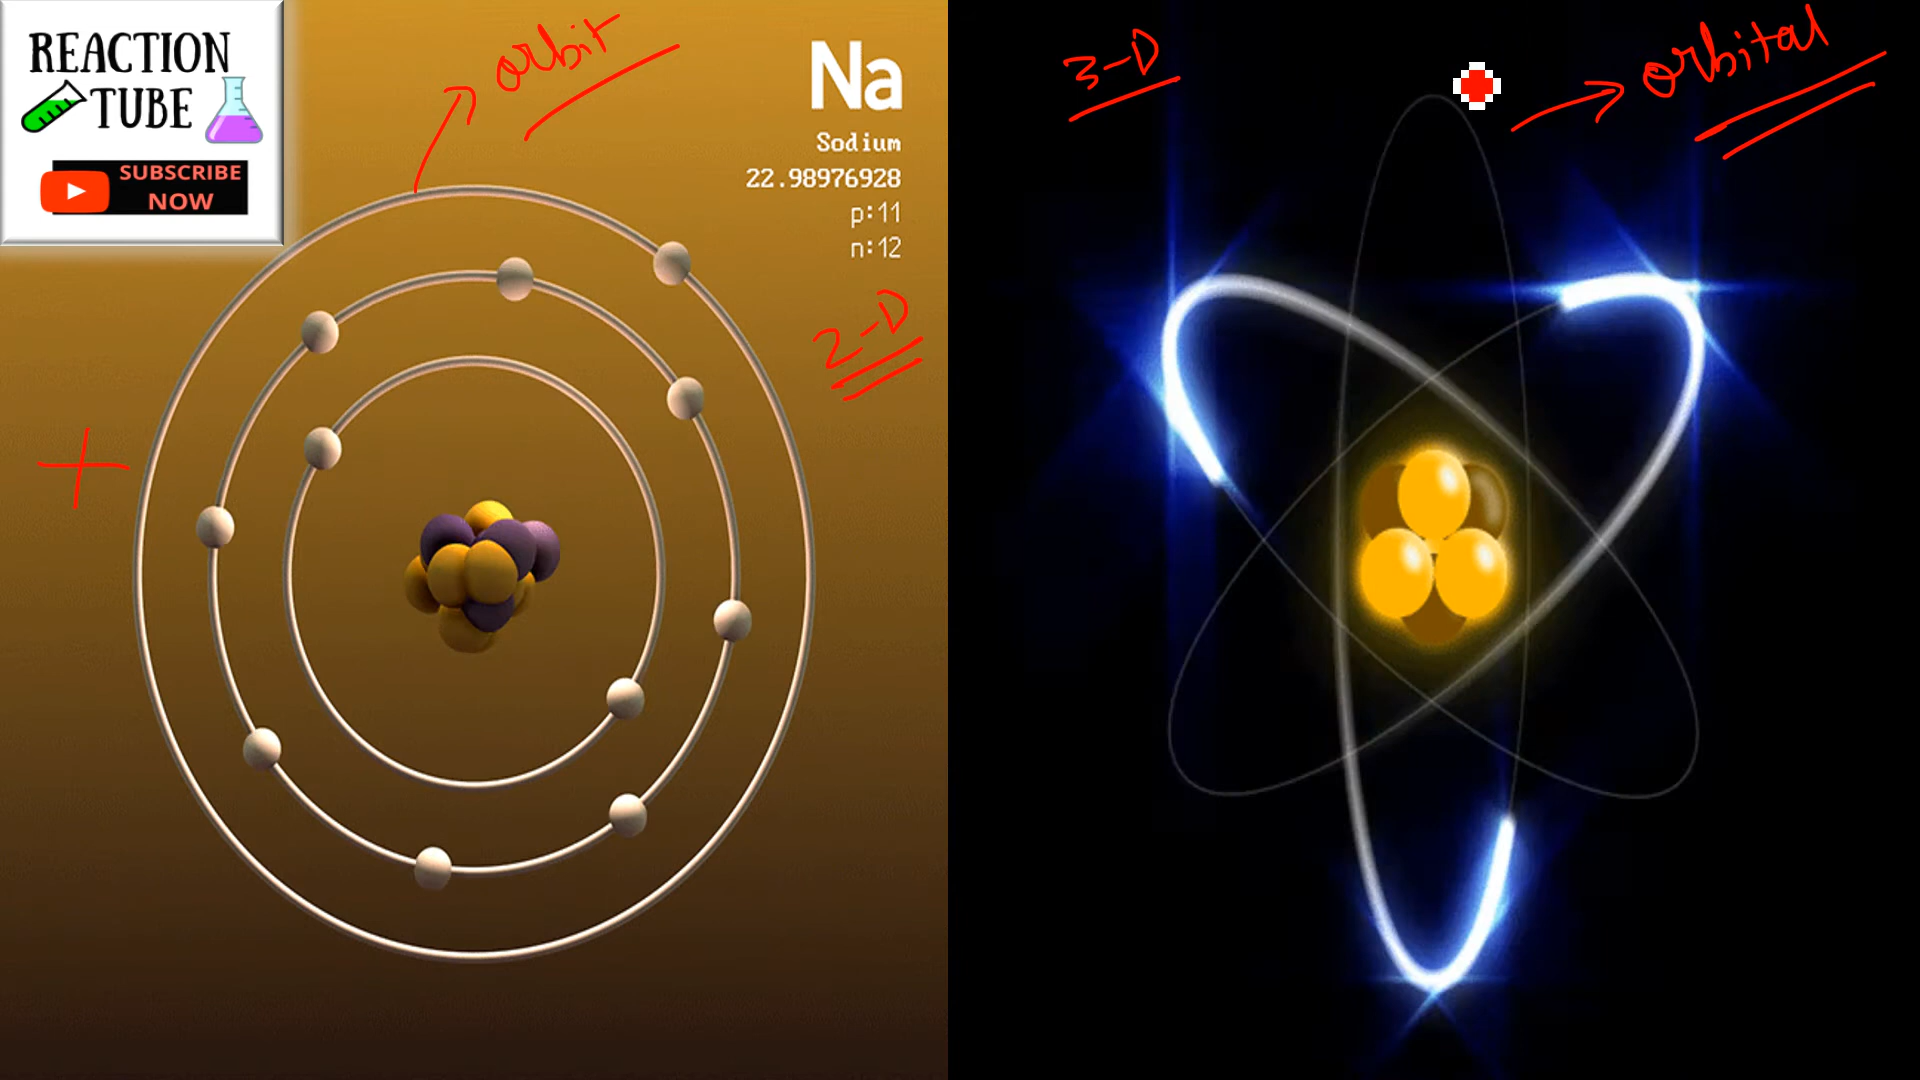 REACTION
TUBE
SUBSCRIBE
NOW
orbit
Na
Sodium
22.98976928
p:11
n:12
2-D
3-D
orbital